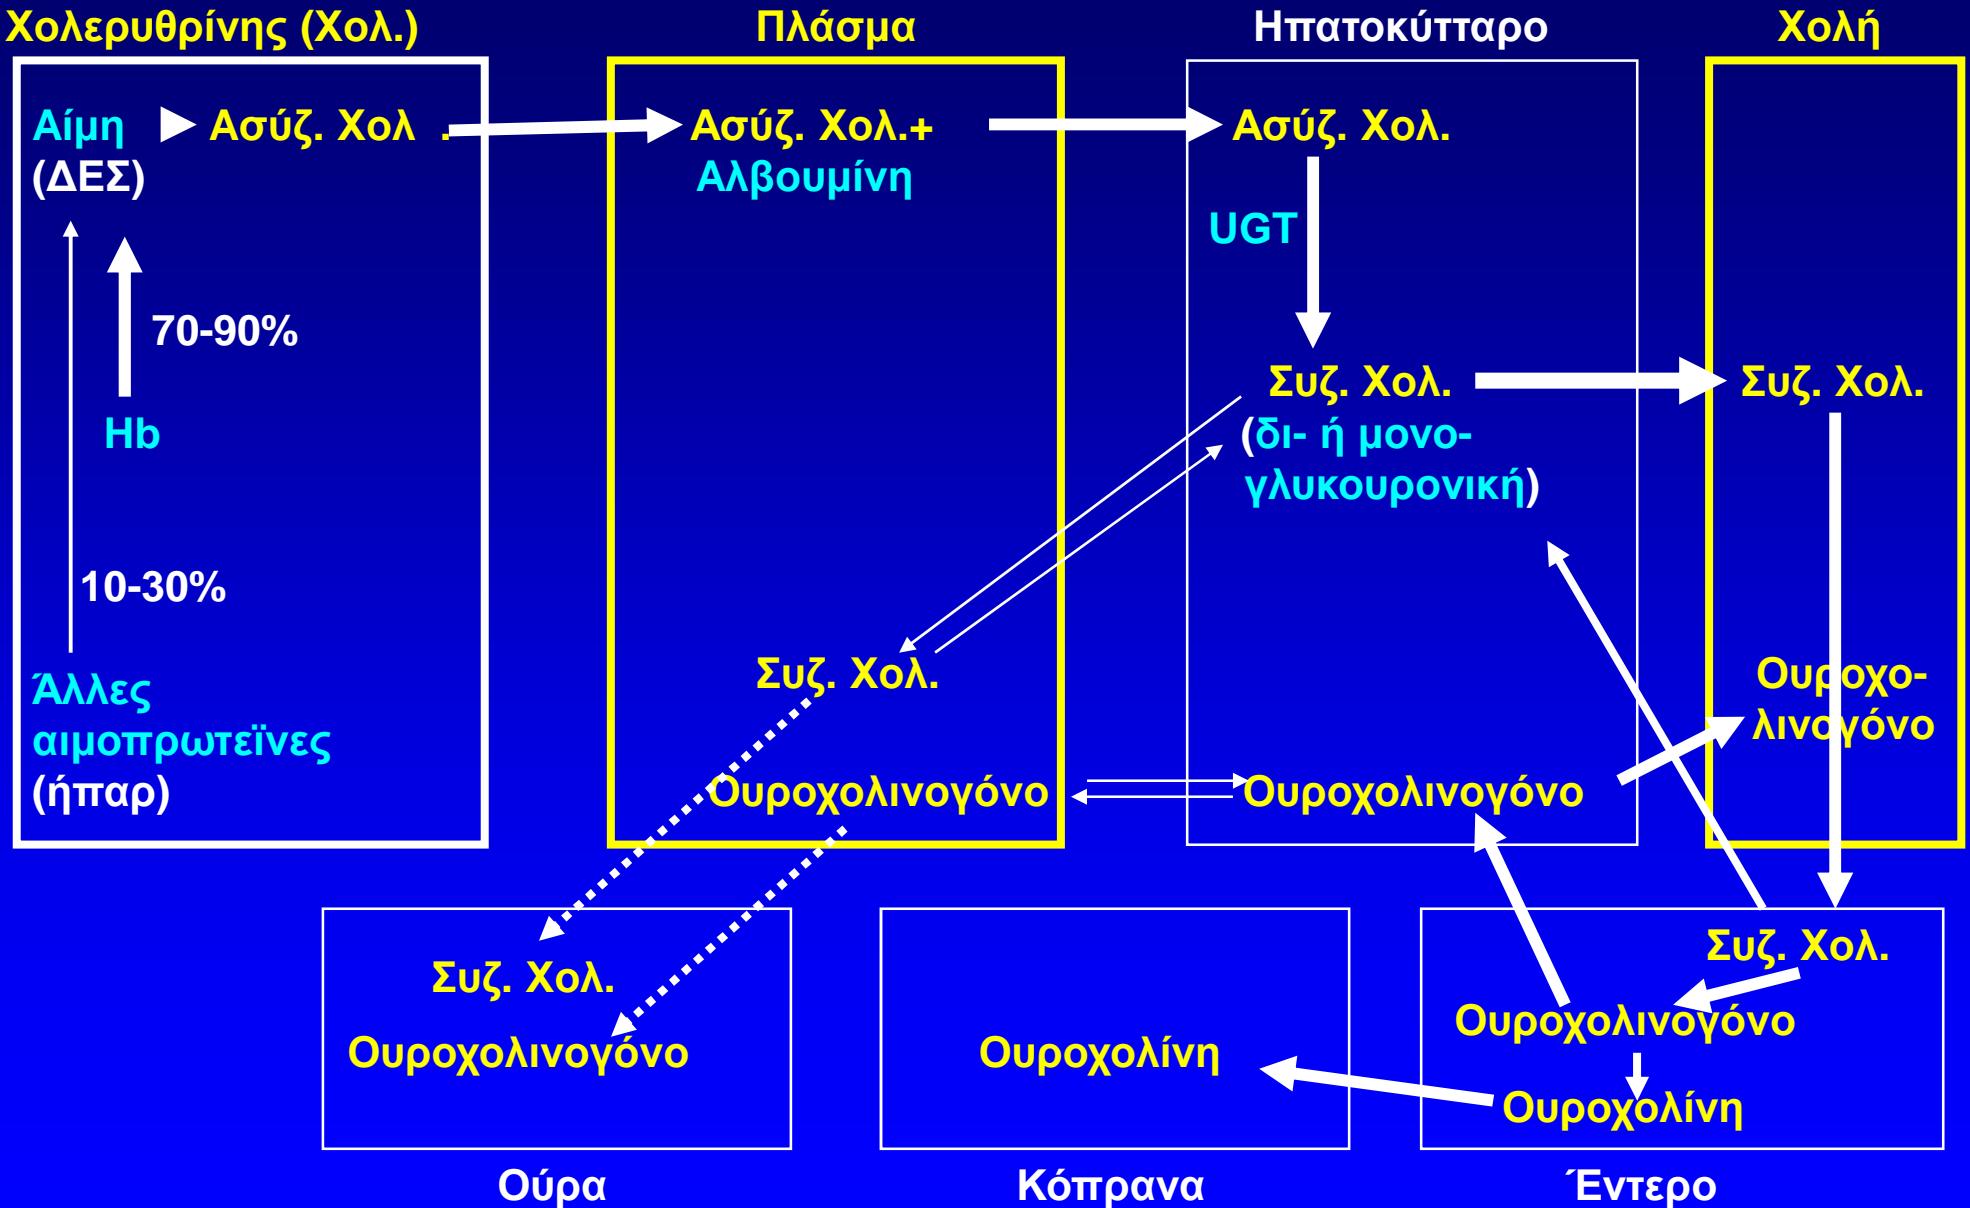 Χολερυθρίνης (Χολ.)
Πλάσμα
Ηπατοκύτταρο
Χολή
Αίμη
Ασύζ. Χολ .
(ΔΕΣ)
70-90%
Hb
10-30%
Άλλες
αιμοπρωτεϊνες
(ήπαρ)
Ασύζ. Χολ.+
Αλβουμίνη
Συζ. Χολ.
Ουροχολινογόνο
Ασύζ. Χολ.
UGT
Συζ. Χολ.
(δι- ή μονο-
γλυκουρονική)
Ουροχολινογόνο
Συζ. Χολ.
Ουροχο-
λινογόνο
Συζ. Χολ.
Ουροχολινογόνο
Ούρα
Ουροχολίνη
Κόπρανα
Συζ. Χολ.
Ουροχολινογόνο
Ουροχολίνη
Έντερο